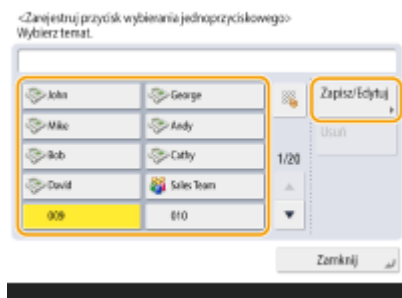 <Zarejestruj przycisk wybierania jednoprzyciskowego>
Wybierz temat.
John
George
Zapisz/Edytuj
Mike
Andy
Usuń
Bob
Cathy
1/20
David
Sales Team
009
010
Zamknij